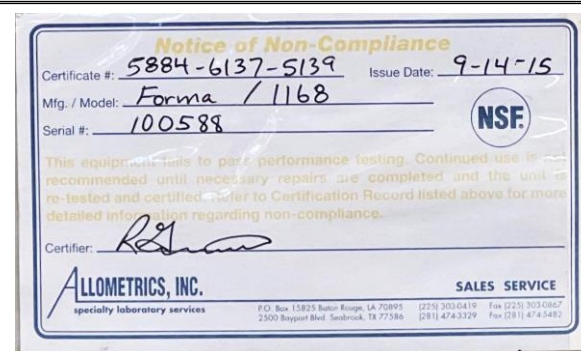 Notice of Non-Compliance
Certificate #: 5884-6137-5139 Issue Date: 9-14-15
Mfg. / Model: Forma / 1168
Serial #: 100588
NSF
This equipment fails to pass performance testing. Continued use is not
recommended until necessary repairs are completed and the unit is
re-tested and certified. Refer to Certification Record listed above for more
detailed information regarding non-compliance.
Certifier:
ALLOMETRICS, INC.
specialty laboratory services
SALES SERVICE
P.O. Box 15825 Baton Rouge, LA 70895 (225) 303-0419 Fax (225) 303-0867
2500 Bayport Blvd. Seabrook, TX 77586 (281) 474-3329 Fax (281) 474-5482